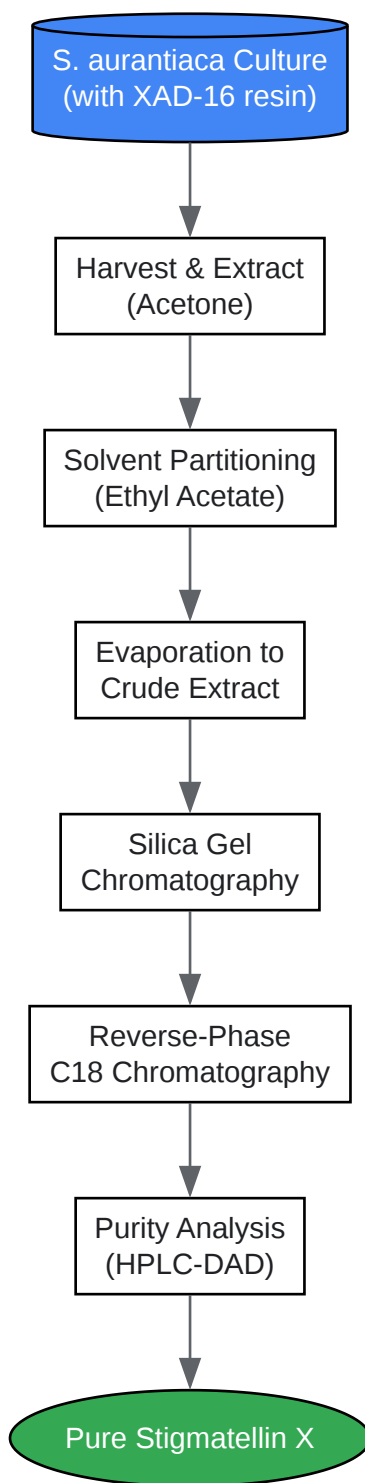 S. aurantiaca Culture
(with XAD-16 resin)
Harvest & Extract
(Acetone)
Solvent Partitioning
(Ethyl Acetate)
Evaporation to
Crude Extract
Silica Gel
Chromatography
Reverse-Phase
C18 Chromatography
Purity Analysis
(HPLC-DAD)
Pure Stigmatellin X